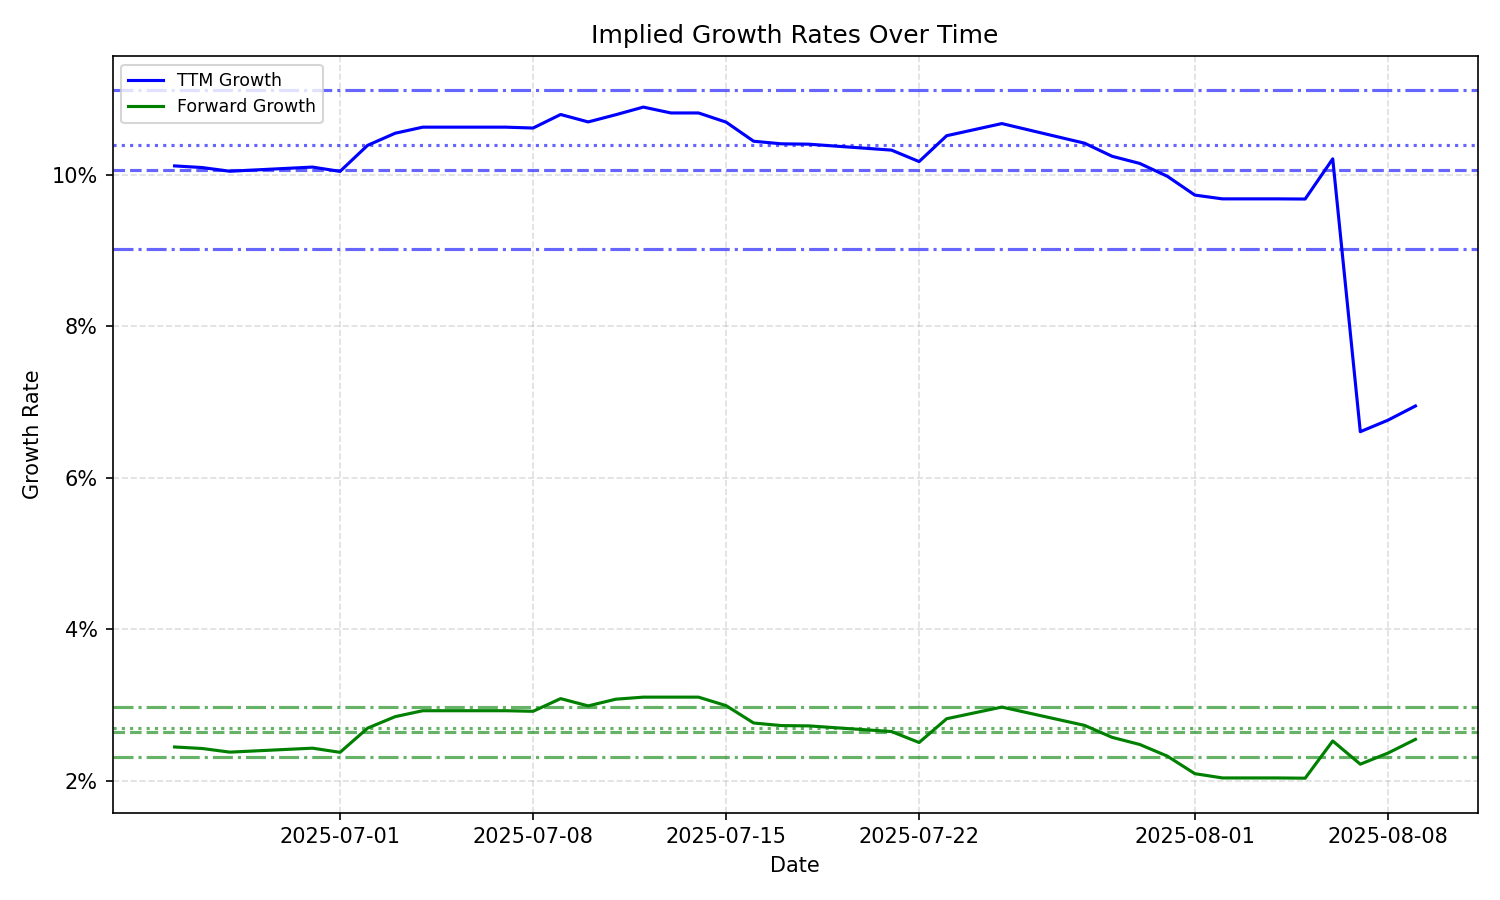 Implied Growth Rates Over Time
TTM Growth
Forward Growth
10%
8%
6%
4%
2%
Growth Rate
2025-07-01
2025-07-08
2025-07-15
2025-07-22
2025-08-01
2025-08-08
Date